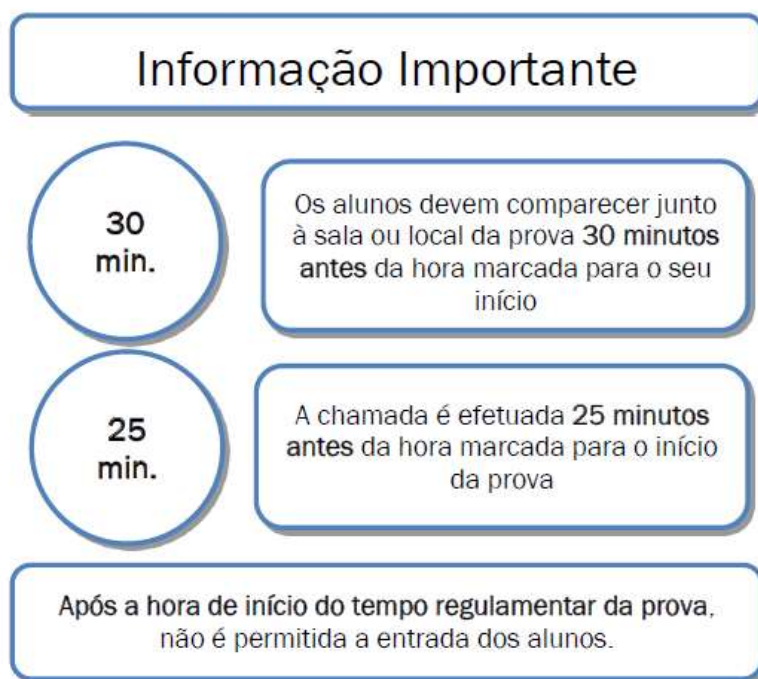 Informação Importante
30
min.
Os alunos devem comparecer junto
à sala ou local da prova 30 minutos
antes da hora marcada para o seu
início
25
min.
A chamada é efetuada 25 minutos
antes da hora marcada para o início
da prova
Após a hora de início do tempo regulamentar da prova,
não é permitida a entrada dos alunos.